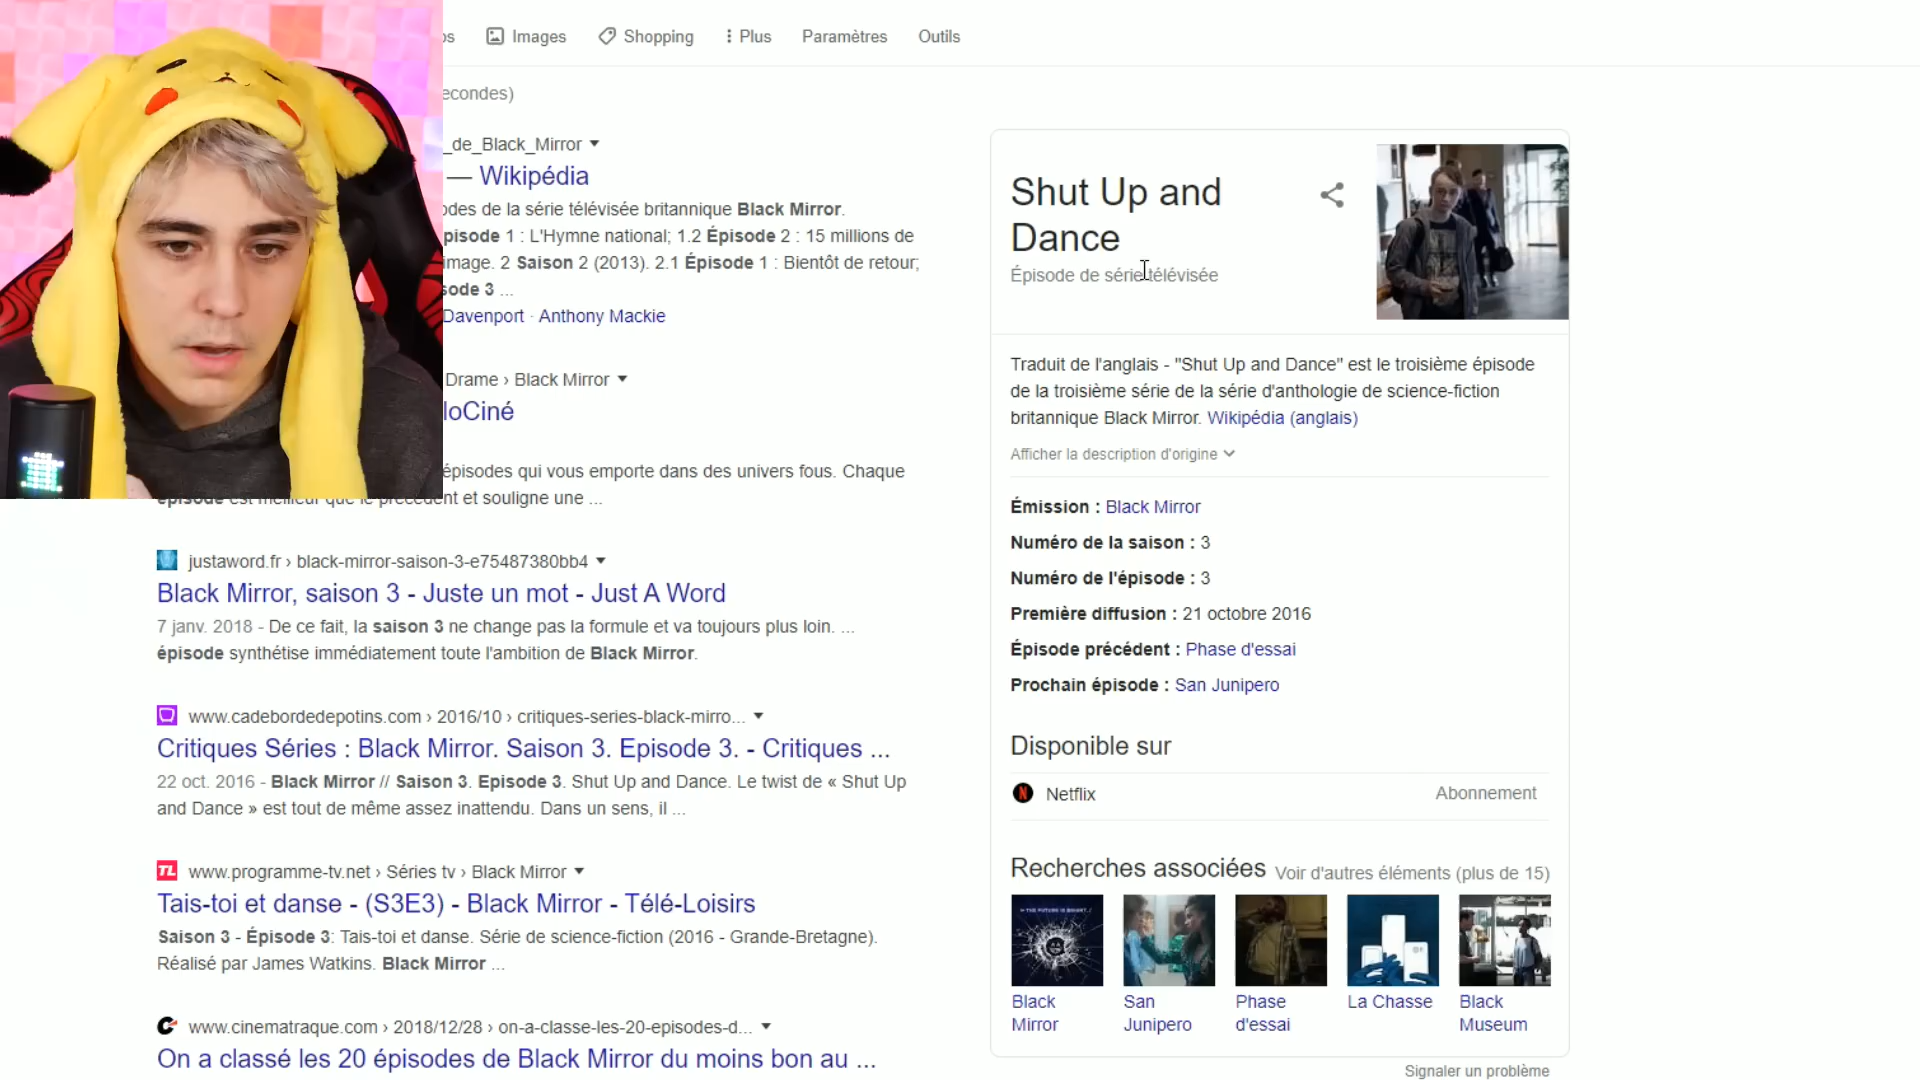 os
Images
Shopping
Plus
Paramètres
Outils
econdes)
_de_Black_Mirror
— Wikipédia
odes de la série télévisée britannique Black Mirror.
pisode 1 : L'Hymne national; 1.2 Épisode 2 : 15 millions de
image. 2 Saison 2 (2013). 2.1 Épisode 1 : Bientôt de retour;
sode 3 ...
Davenport · Anthony Mackie
Drame › Black Mirror
loCiné
épisodes qui vous emporte dans des univers fous. Chaque
épisode est meilleur que le précédent et souligne une ...
justaword.fr › black-mirror-saison-3-e75487380bb4
Black Mirror, saison 3 - Juste un mot - Just A Word
7 janv. 2018 - De ce fait, la saison 3 ne change pas la formule et va toujours plus loin. ...
épisode synthétise immédiatement toute l'ambition de Black Mirror.
www.cadebordedepotins.com › 2016/10 › critiques-series-black-mirro...
Critiques Séries : Black Mirror. Saison 3. Episode 3. - Critiques ...
22 oct. 2016 - Black Mirror // Saison 3. Episode 3. Shut Up and Dance. Le twist de « Shut Up
and Dance » est tout de même assez inattendu. Dans un sens, il ...
TL www.programme-tv.net › Séries tv › Black Mirror
Tais-toi et danse - (S3E3) - Black Mirror - Télé-Loisirs
Saison 3 - Épisode 3: Tais-toi et danse. Série de science-fiction (2016 - Grande-Bretagne).
Réalisé par James Watkins. Black Mirror ...
www.cinematraque.com › 2018/12/28 › on-a-classe-les-20-episodes-d...
On a classé les 20 épisodes de Black Mirror du moins bon au ...
Shut Up and
Dance
Épisode de série télévisée
Traduit de l'anglais - "Shut Up and Dance" est le troisième épisode
de la troisième série de la série d'anthologie de science-fiction
britannique Black Mirror. Wikipédia (anglais)
Afficher la description d'origine
Émission : Black Mirror
Numéro de la saison : 3
Numéro de l'épisode : 3
Première diffusion : 21 octobre 2016
Épisode précédent : Phase d'essai
Prochain épisode : San Junipero
Disponible sur
N Netflix
Abonnement
Recherches associées
Voir d'autres éléments (plus de 15)
THE FUTURE IS BRIGHT
Black
Mirror
San
Junipero
Phase
d'essai
La Chasse
Black
Museum
Signaler un problème